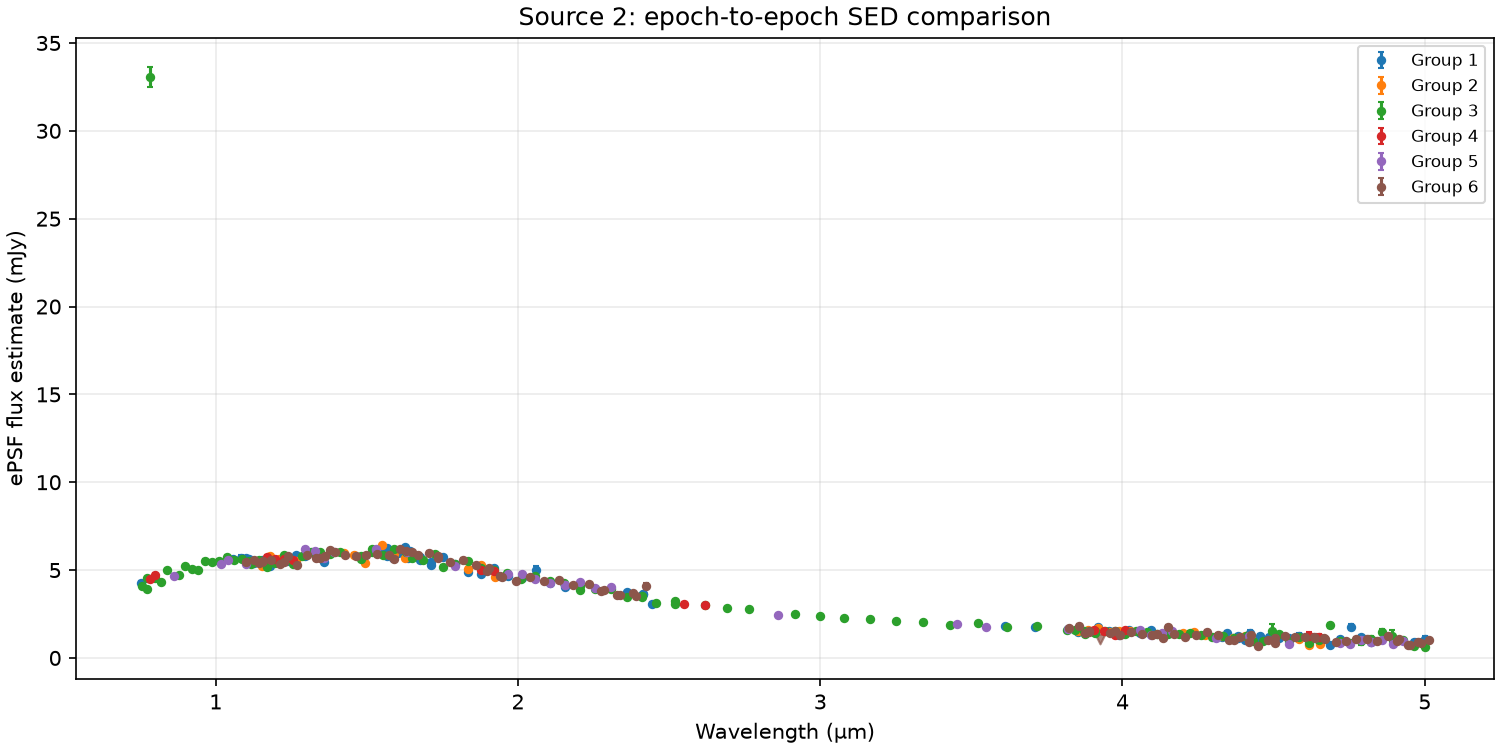 Source 2: epoch-to-epoch SED comparison
ePSF flux estimate (mJy)
35
30
25
20
15
10
5
0
Group 1
Group 2
Group 3
Group 4
Group 5
Group 6
1 2 3 4 5
Wavelength (μm)